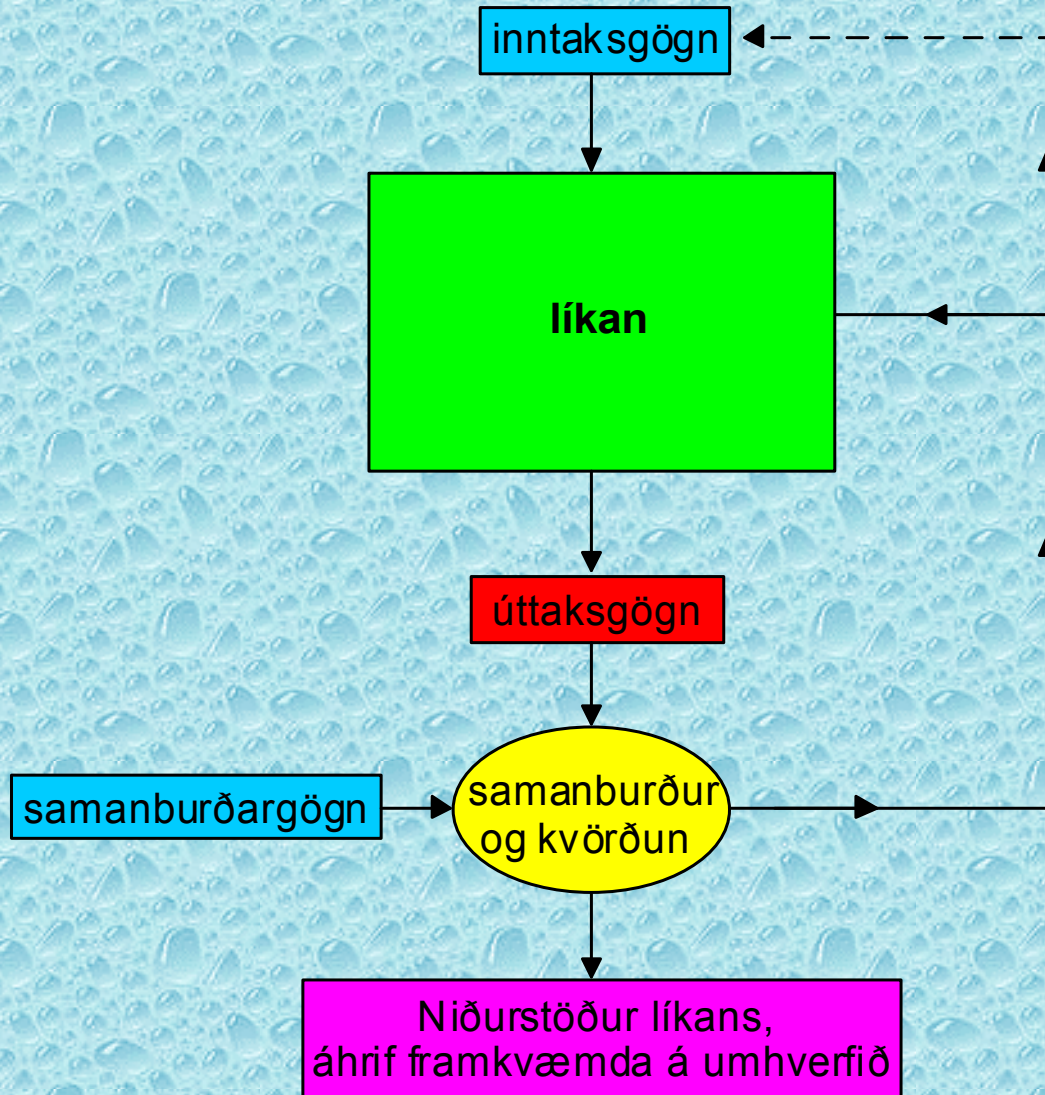 inntaksgögn
líkan
úttaksgögn
samanburðargögn
samanburður
og kvörðun
Niðurstöður líkans,
áhrif framkvæmda á umhverfið